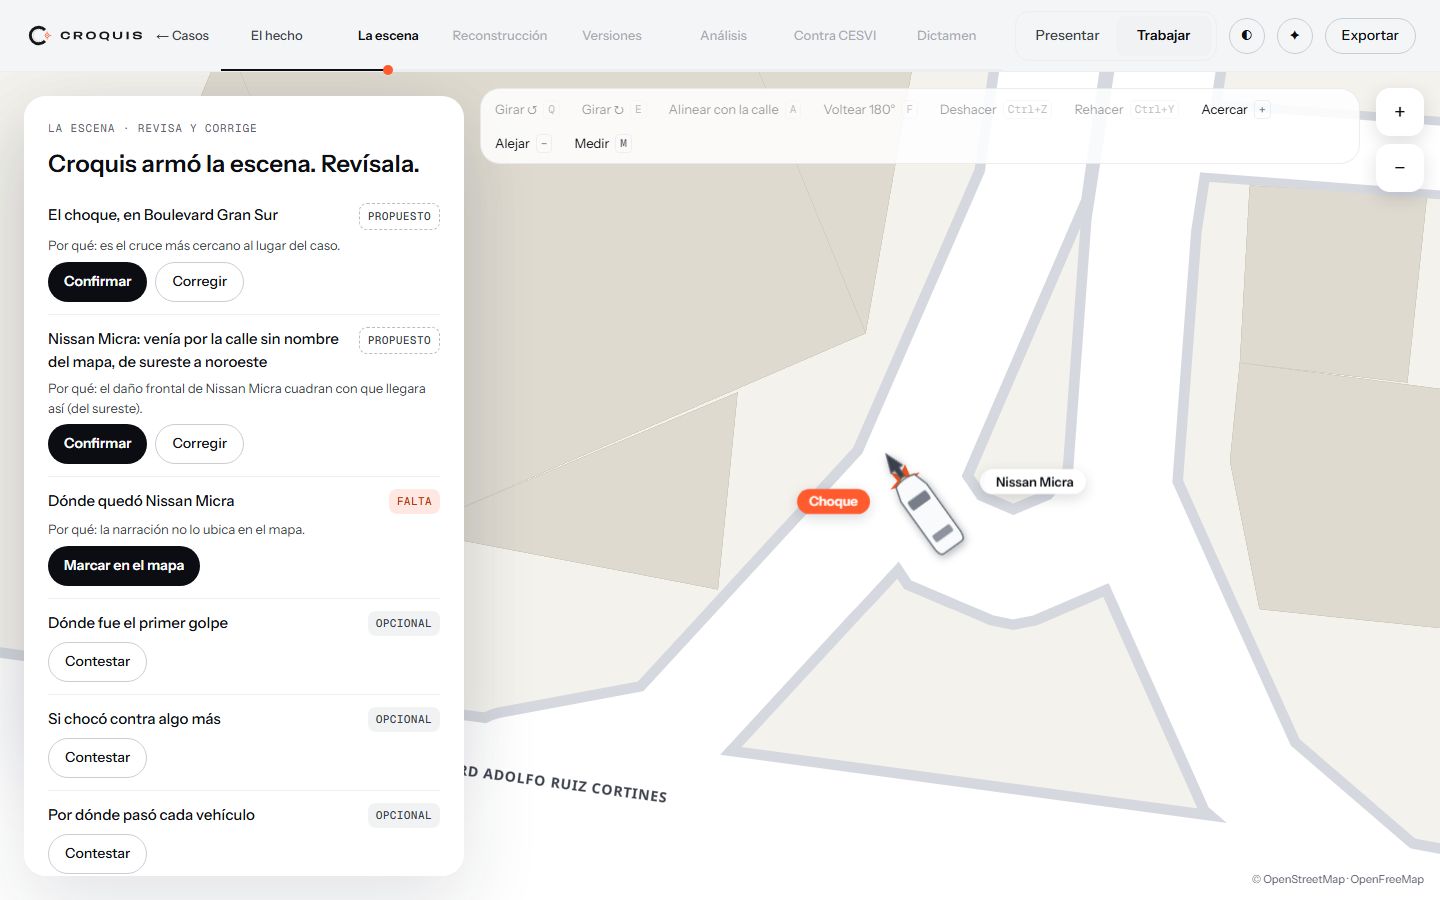 CROQUIS
← Casos
El hecho
La escena
Reconstrucción
Versiones
Análisis
Contra CESVI
Dictamen
Presentar
Trabajar
Exportar
Girar↺ Q
Girar↻ E
Alinear con la calle A
Voltear 180° F
Deshacer Ctrl+Z
Rehacer Ctrl+Y
Acercar +
Alejar −
Medir M
+
−
LA ESCENA · REVISA Y CORRIGE
Croquis armó la escena. Revísala.
El choque, en Boulevard Gran Sur
PROPUESTO
Por qué: es el cruce más cercano al lugar del caso.
Confirmar
Corregir
Nissan Micra: venía por la calle sin nombre
del mapa, de sureste a noroeste
PROPUESTO
Por qué: el daño frontal de Nissan Micra cuadran con que llegara
así (del sureste).
Confirmar
Corregir
Dónde quedó Nissan Micra
FALTA
Por qué: la narración no lo ubica en el mapa.
Marcar en el mapa
Dónde fue el primer golpe
OPCIONAL
Contestar
Si chocó contra algo más
OPCIONAL
Contestar
Por dónde pasó cada vehículo
OPCIONAL
Contestar
Choque
Nissan Micra
RD ADOLFO RUIZ CORTINES
© OpenStreetMap · OpenFreeMap